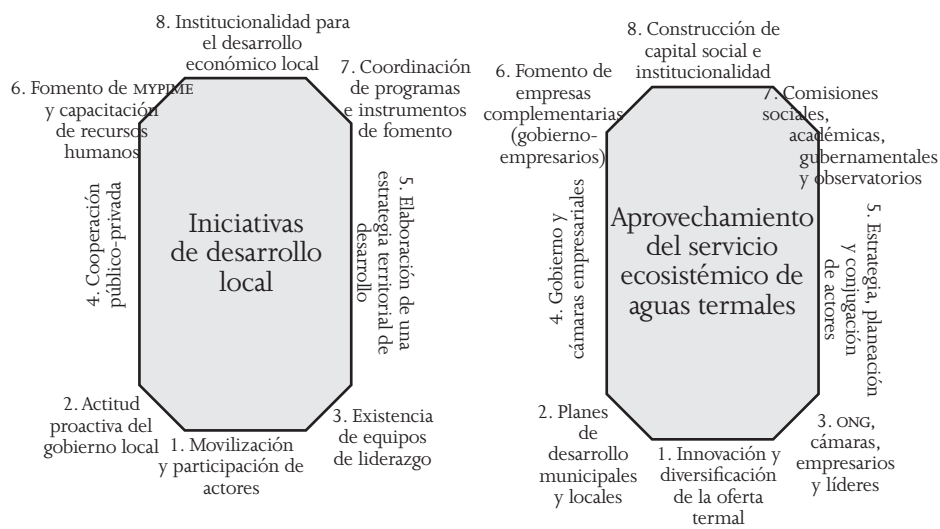 8. Institucionalidad para
el desarrollo
económico local
7. Coordinación
de programas
e instrumentos
de fomento
6. Fomento de MYPIME
y capacitación
de recursos
humanos
Iniciativas
de desarrollo
local
4. Cooperación
público-privada
5. Elaboración de una
estrategia territorial de
desarrollo
2. Actitud
proactiva del
gobierno local
1. Movilización
y participación de
actores
3. Existencia
de equipos
de liderazgo
8. Construcción de
capital social e
institucionalidad
6. Fomento de
empresas
complementarias
(gobierno-
empresarios)
7. Comisiones
sociales,
académicas,
gubernamentales
y observatorios
Aprovechamiento
del servicio
ecosistémico de
aguas termales
4. Gobierno y
cámaras empresariales
5. Estrategia, planeación
y conjugación
de actores
2. Planes
de
desarrollo
municipales
y locales
1. Innovación y
diversificación
de la oferta
termal
3. ONG,
cámaras,
empresarios
y líderes